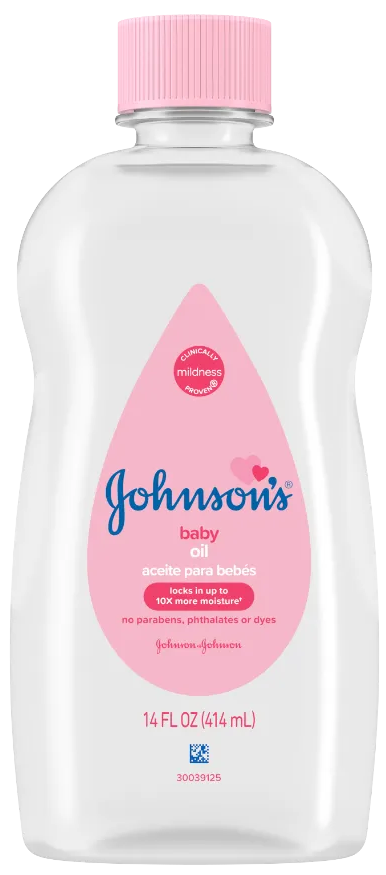 CLINICALLY
mildness
PROVEN®
Johnson's®
baby
oil
aceite para bebés
locks in up to
10X more moisture†
no parabens, phthalates or dyes
Johnson & Johnson
14 FL OZ (414 mL)
30039125